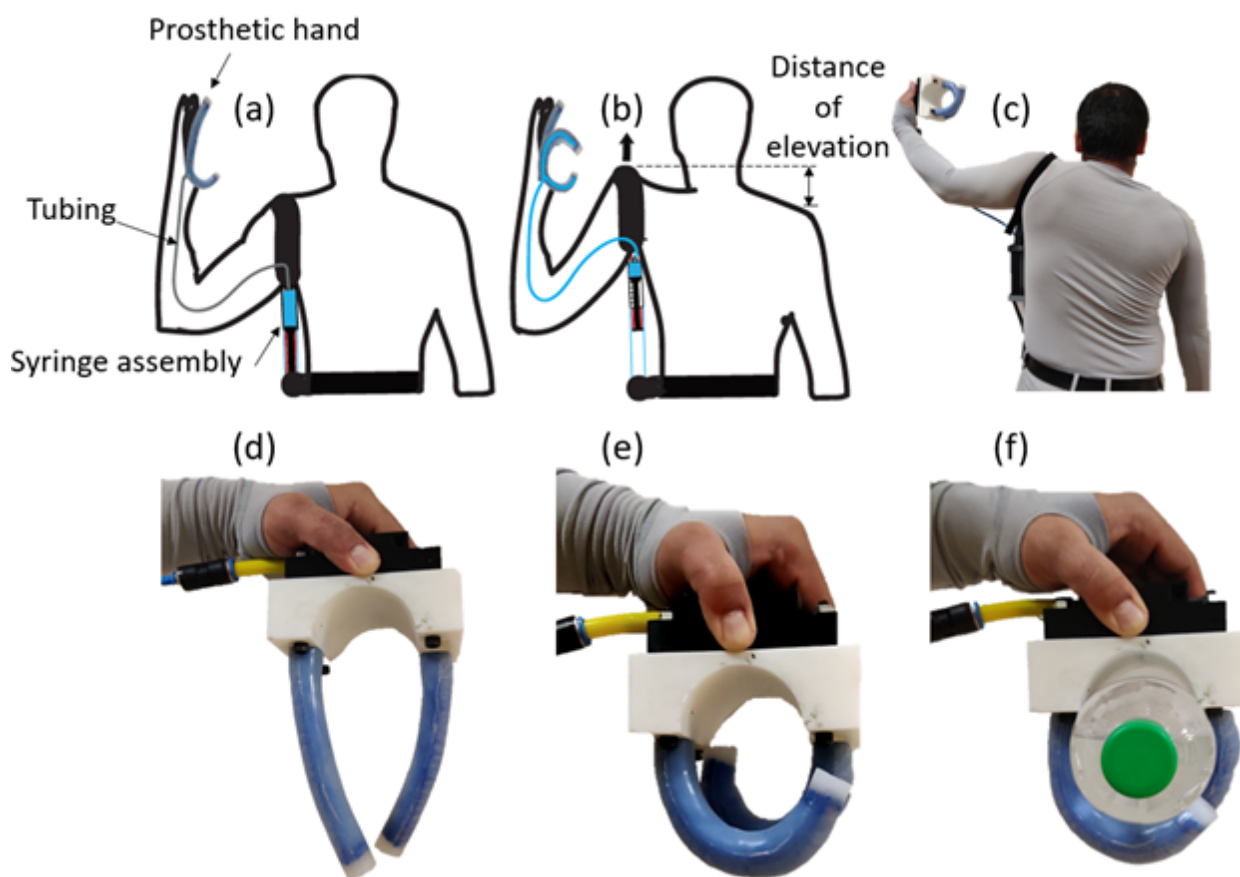 Prosthetic hand
(a)
(b)
Distance
of
elevation
(c)
Tubing
Syringe assembly
(d)
(e)
(f)